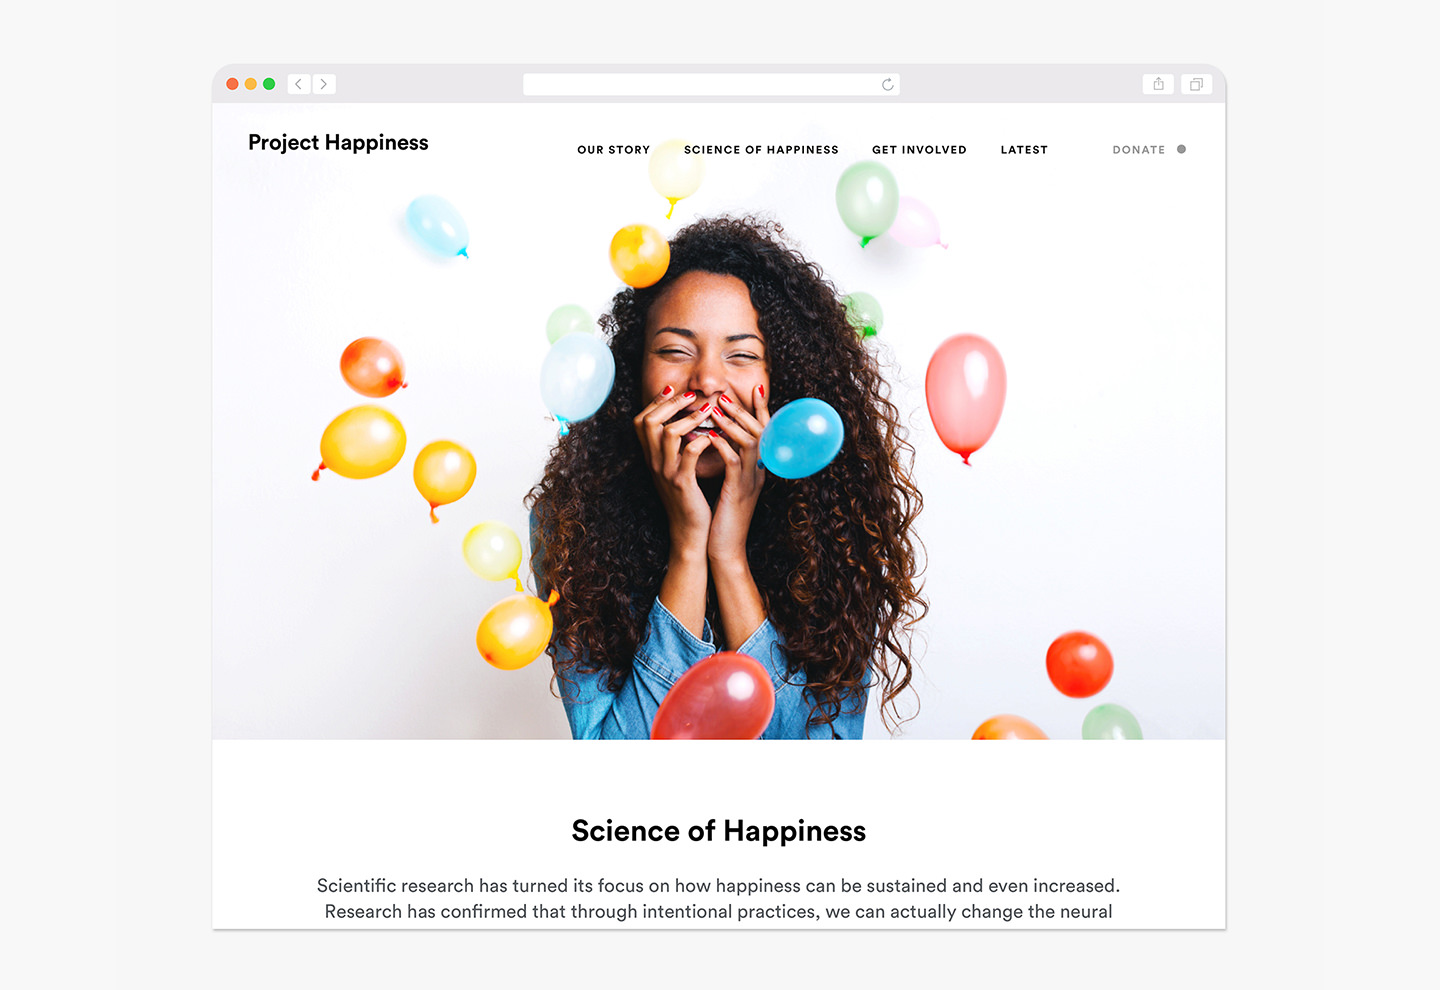 Project Happiness
OUR STORY SCIENCE OF HAPPINESS GET INVOLVED LATEST DONATE
Science of Happiness
Scientific research has turned its focus on how happiness can be sustained and even increased.
Research has confirmed that through intentional practices, we can actually change the neural